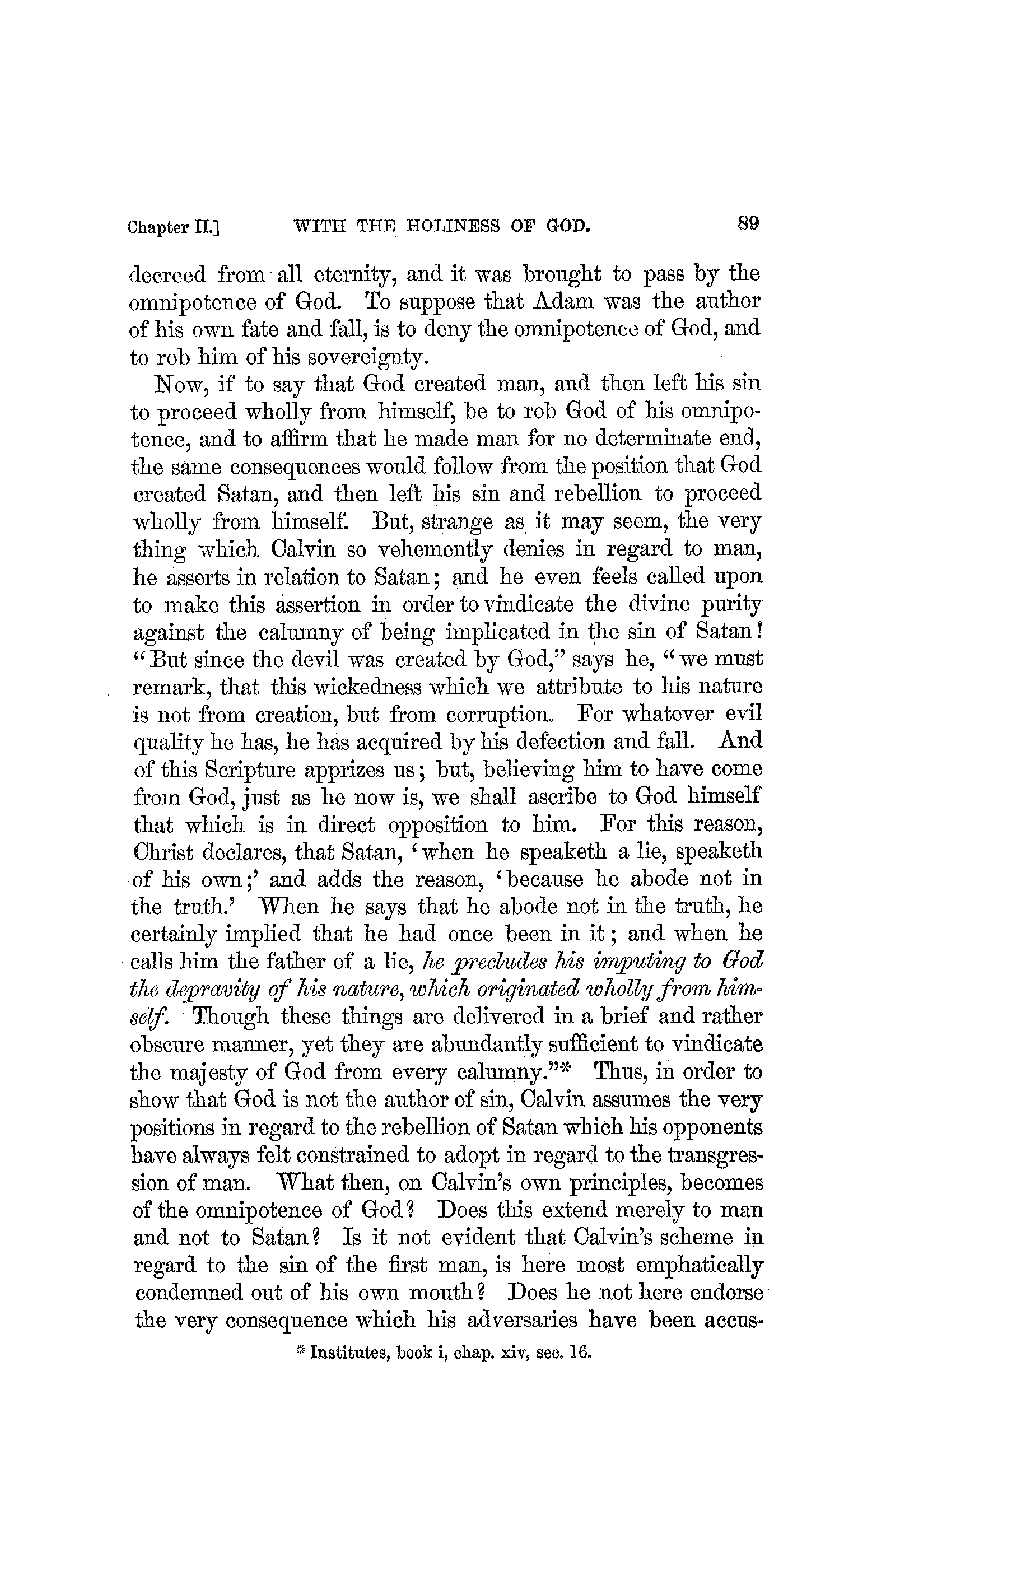 Chapter II.] WITH THE HOLINESS OF GOD. 89
decreed from all eternity, and it was brought to pass by the
omnipotence of God. To suppose that Adam was the author
of his own fate and fall, is to deny the omnipotence of God, and
to rob him of his sovereignty.
Now, if to say that God created man, and then left his sin
to proceed wholly from himself, be to rob God of his omnipo-
tence, and to affirm that he made man for no determinate end,
the same consequences would follow from the position that God
created Satan, and then left his sin and rebellion to proceed
wholly from himself. But, strange as it may seem, the very
thing which Calvin so vehemently denies in regard to man,
he asserts in relation to Satan; and he even feels called upon
to make this assertion in order to vindicate the divine purity
against the calumny of being implicated in the sin of Satan!
"But since the devil was created by God," says he, "we must
remark, that this wickedness which we attribute to his nature
is not from creation, but from corruption. For whatever evil
quality he has, he has acquired by his defection and fall. And
of this Scripture apprizes us; but, believing him to have come
from God, just as he now is, we shall ascribe to God himself
that which is in direct opposition to him. For this reason,
Christ declares, that Satan, 'when he speaketh a lie, speaketh
of his own;' and adds the reason, 'because he abode not in
the truth.' When he says that he abode not in the truth, he
certainly implied that he had once been in it; and when he
calls him the father of a lie, he precludes his imputing to God
the depravity of his nature, which originated wholly from him-
self. Though these things are delivered in a brief and rather
obscure manner, yet they are abundantly sufficient to vindicate
the majesty of God from every calumny."* Thus, in order to
show that God is not the author of sin, Calvin assumes the very
positions in regard to the rebellion of Satan which his opponents
have always felt constrained to adopt in regard to the transgres-
sion of man. What then, on Calvin's own principles, becomes
of the omnipotence of God? Does this extend merely to man
and not to Satan? Is it not evident that Calvin's scheme in
regard to the sin of the first man, is here most emphatically
condemned out of his own mouth? Does he not here endorse
the very consequence which his adversaries have been accus-
* Institutes, book i, chap. xiv, sec. 16.